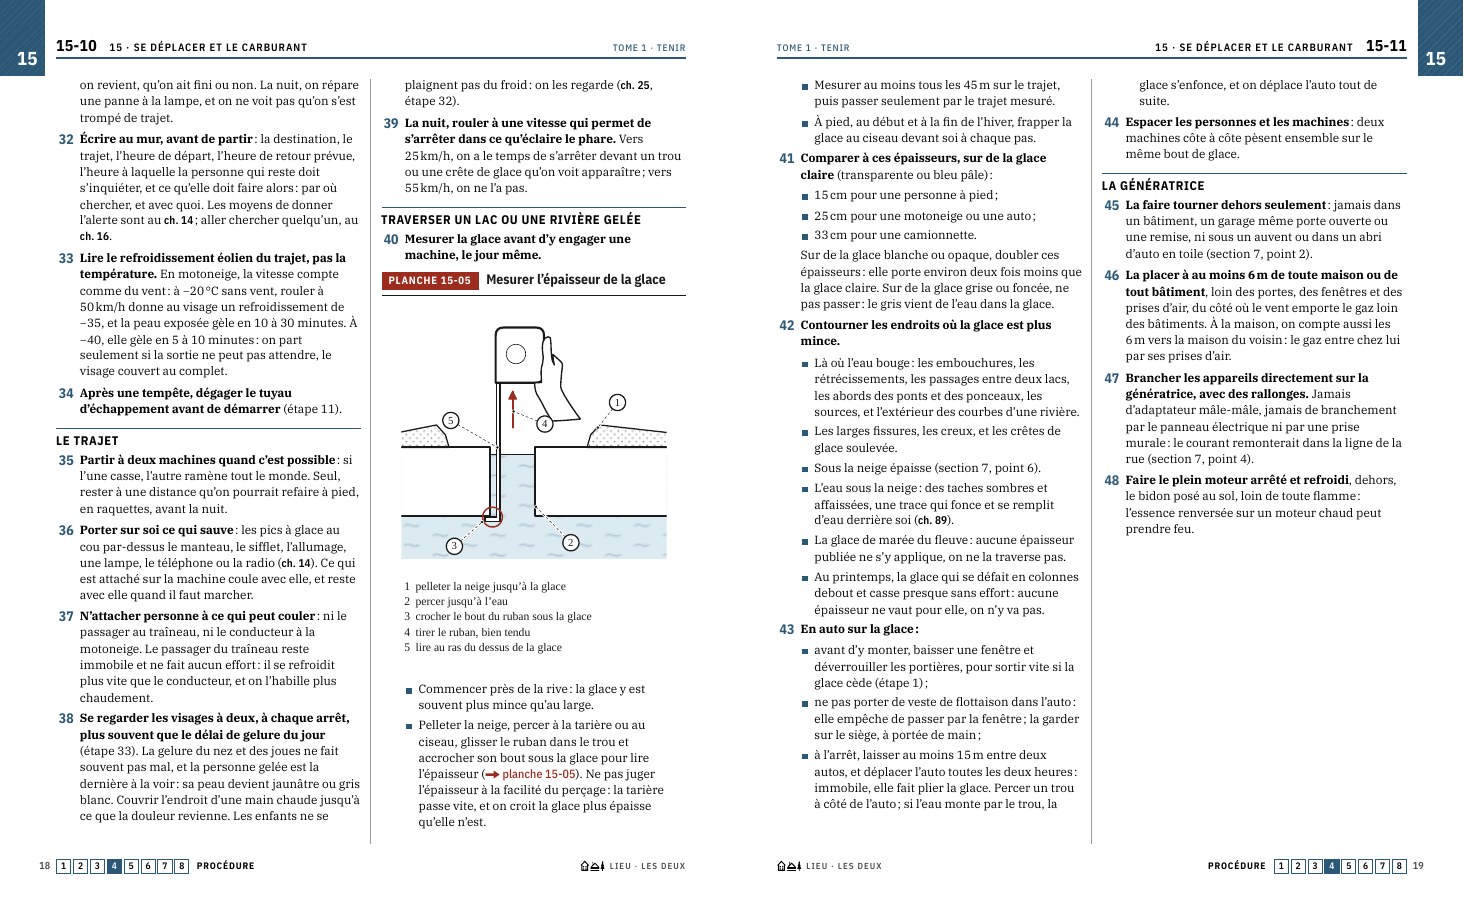 15
15-10 15 · SE DÉPLACER ET LE CARBURANT
TOME 1 · TENIR
on revient, qu’on ait fini ou non. La nuit, on répare
une panne à la lampe, et on ne voit pas qu’on s’est
trompé de trajet.
32 Écrire au mur, avant de partir : la destination, le
trajet, l’heure de départ, l’heure de retour prévue,
l’heure à laquelle la personne qui reste doit
s’inquiéter, et ce qu’elle doit faire alors : par où
chercher, et avec quoi. Les moyens de donner
l’alerte sont au ch. 14 ; aller chercher quelqu’un, au
ch. 16.
33 Lire le refroidissement éolien du trajet, pas la
température. En motoneige, la vitesse compte
comme du vent : à −20 °C sans vent, rouler à
50 km/h donne au visage un refroidissement de
−35, et la peau exposée gèle en 10 à 30 minutes. À
−40, elle gèle en 5 à 10 minutes : on part
seulement si la sortie ne peut pas attendre, le
visage couvert au complet.
34 Après une tempête, dégager le tuyau
d’échappement avant de démarrer (étape 11).
LE TRAJET
35 Partir à deux machines quand c’est possible : si
l’une casse, l’autre ramène tout le monde. Seul,
rester à une distance qu’on pourrait refaire à pied,
en raquettes, avant la nuit.
36 Porter sur soi ce qui sauve : les pics à glace au
cou par-dessus le manteau, le sifflet, l’allumage,
une lampe, le téléphone ou la radio (ch. 14). Ce qui
est attaché sur la machine coule avec elle, et reste
avec elle quand il faut marcher.
37 N’attacher personne à ce qui peut couler : ni le
passager au traîneau, ni le conducteur à la
motoneige. Le passager du traîneau reste
immobile et ne fait aucun effort : il se refroidit
plus vite que le conducteur, et on l’habille plus
chaudement.
38 Se regarder les visages à deux, à chaque arrêt,
plus souvent que le délai de gelure du jour
(étape 33). La gelure du nez et des joues ne fait
souvent pas mal, et la personne gelée est la
dernière à la voir : sa peau devient jaunâtre ou gris
blanc. Couvrir l’endroit d’une main chaude jusqu’à
ce que la douleur revienne. Les enfants ne se
plaignent pas du froid : on les regarde (ch. 25,
étape 32).
39 La nuit, rouler à une vitesse qui permet de
s’arrêter dans ce qu’éclaire le phare. Vers
25 km/h, on a le temps de s’arrêter devant un trou
ou une crête de glace qu’on voit apparaître ; vers
55 km/h, on ne l’a pas.
TRAVERSER UN LAC OU UNE RIVIÈRE GELÉE
40 Mesurer la glace avant d’y engager une
machine, le jour même.
PLANCHE 15-05 Mesurer l’épaisseur de la glace
1
5
4
3
2
1 pelleter la neige jusqu’à la glace
2 percer jusqu’à l’eau
3 crocher le bout du ruban sous la glace
4 tirer le ruban, bien tendu
5 lire au ras du dessus de la glace
Commencer près de la rive : la glace y est
souvent plus mince qu’au large.
Pelleter la neige, percer à la tarière ou au
ciseau, glisser le ruban dans le trou et
accrocher son bout sous la glace pour lire
l’épaisseur (➡ planche 15-05). Ne pas juger
l’épaisseur à la facilité du perçage : la tarière
passe vite, et on croit la glace plus épaisse
qu’elle n’est.
18 1 2 3 4 5 6 7 8 PROCÉDURE
LIEU · LES DEUX
TOME 1 · TENIR
15 · SE DÉPLACER ET LE CARBURANT 15-11
15
Mesurer au moins tous les 45 m sur le trajet,
puis passer seulement par le trajet mesuré.
À pied, au début et à la fin de l’hiver, frapper la
glace au ciseau devant soi à chaque pas.
41 Comparer à ces épaisseurs, sur de la glace
claire (transparente ou bleu pâle) :
15 cm pour une personne à pied ;
25 cm pour une motoneige ou une auto ;
33 cm pour une camionnette.
Sur de la glace blanche ou opaque, doubler ces
épaisseurs : elle porte environ deux fois moins que
la glace claire. Sur de la glace grise ou foncée, ne
pas passer : le gris vient de l’eau dans la glace.
42 Contourner les endroits où la glace est plus
mince.
Là où l’eau bouge : les embouchures, les
rétrécissements, les passages entre deux lacs,
les abords des ponts et des ponceaux, les
sources, et l’extérieur des courbes d’une rivière.
Les larges fissures, les creux, et les crêtes de
glace soulevée.
Sous la neige épaisse (section 7, point 6).
L’eau sous la neige : des taches sombres et
affaissées, une trace qui fonce et se remplit
d’eau derrière soi (ch. 89).
La glace de marée du fleuve : aucune épaisseur
publiée ne s’y applique, on ne la traverse pas.
Au printemps, la glace qui se défait en colonnes
debout et casse presque sans effort : aucune
épaisseur ne vaut pour elle, on n’y va pas.
43 En auto sur la glace :
avant d’y monter, baisser une fenêtre et
déverrouiller les portières, pour sortir vite si la
glace cède (étape 1) ;
ne pas porter de veste de flottaison dans l’auto :
elle empêche de passer par la fenêtre ; la garder
sur le siège, à portée de main ;
à l’arrêt, laisser au moins 15 m entre deux
autos, et déplacer l’auto toutes les deux heures :
immobile, elle fait plier la glace. Percer un trou
à côté de l’auto ; si l’eau monte par le trou, la
glace s’enfonce, et on déplace l’auto tout de
suite.
44 Espacer les personnes et les machines : deux
machines côte à côte pèsent ensemble sur le
même bout de glace.
LA GÉNÉRATRICE
45 La faire tourner dehors seulement : jamais dans
un bâtiment, un garage même porte ouverte ou
une remise, ni sous un auvent ou dans un abri
d’auto en toile (section 7, point 2).
46 La placer à au moins 6 m de toute maison ou de
tout bâtiment, loin des portes, des fenêtres et des
prises d’air, du côté où le vent emporte le gaz loin
des bâtiments. À la maison, on compte aussi les
6 m vers la maison du voisin : le gaz entre chez lui
par ses prises d’air.
47 Brancher les appareils directement sur la
génératrice, avec des rallonges. Jamais
d’adaptateur mâle-mâle, jamais de branchement
par le panneau électrique ni par une prise
murale : le courant remonterait dans la ligne de la
rue (section 7, point 4).
48 Faire le plein moteur arrêté et refroidi, dehors,
le bidon posé au sol, loin de toute flamme :
l’essence renversée sur un moteur chaud peut
prendre feu.
LIEU · LES DEUX
PROCÉDURE 1 2 3 4 5 6 7 8 19